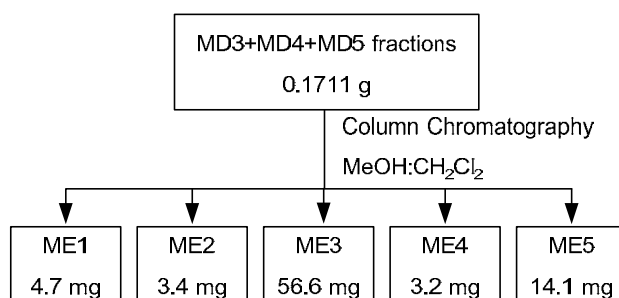 MD3+MD4+MD5 fractions
0.1711 g
Column Chromatography
MeOH:CH₂Cl₂
ME1
4.7 mg
ME2
3.4 mg
ME3
56.6 mg
ME4
3.2 mg
ME5
14.1 mg